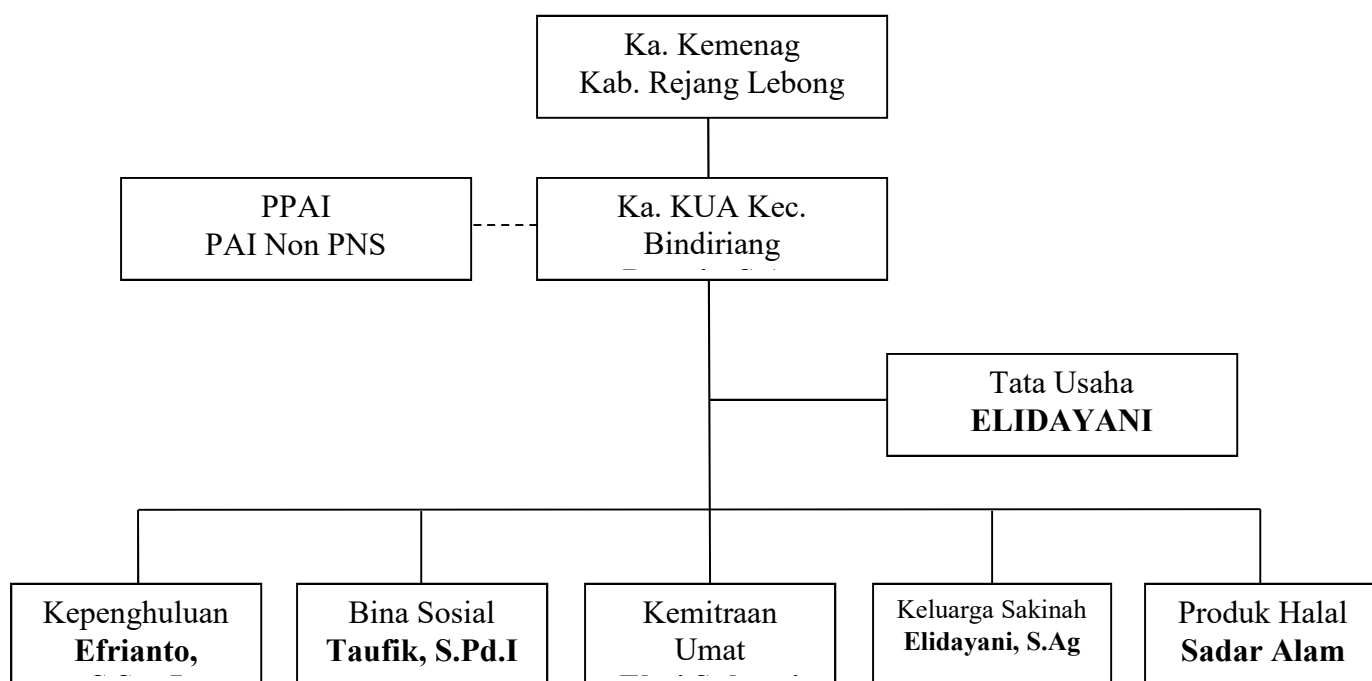 Ka. Kemenag
Kab. Rejang Lebong
PPAI
PAI Non PNS
Ka. KUA Kec.
Bindiriang
Tata Usaha
ELIDAYANI
Kepenghuluan
Efrianto,
Bina Sosial
Taufik, S.Pd.I
Kemitraan
Umat
Keluarga Sakinah
Elidayani, S.Ag
Produk Halal
Sadar Alam